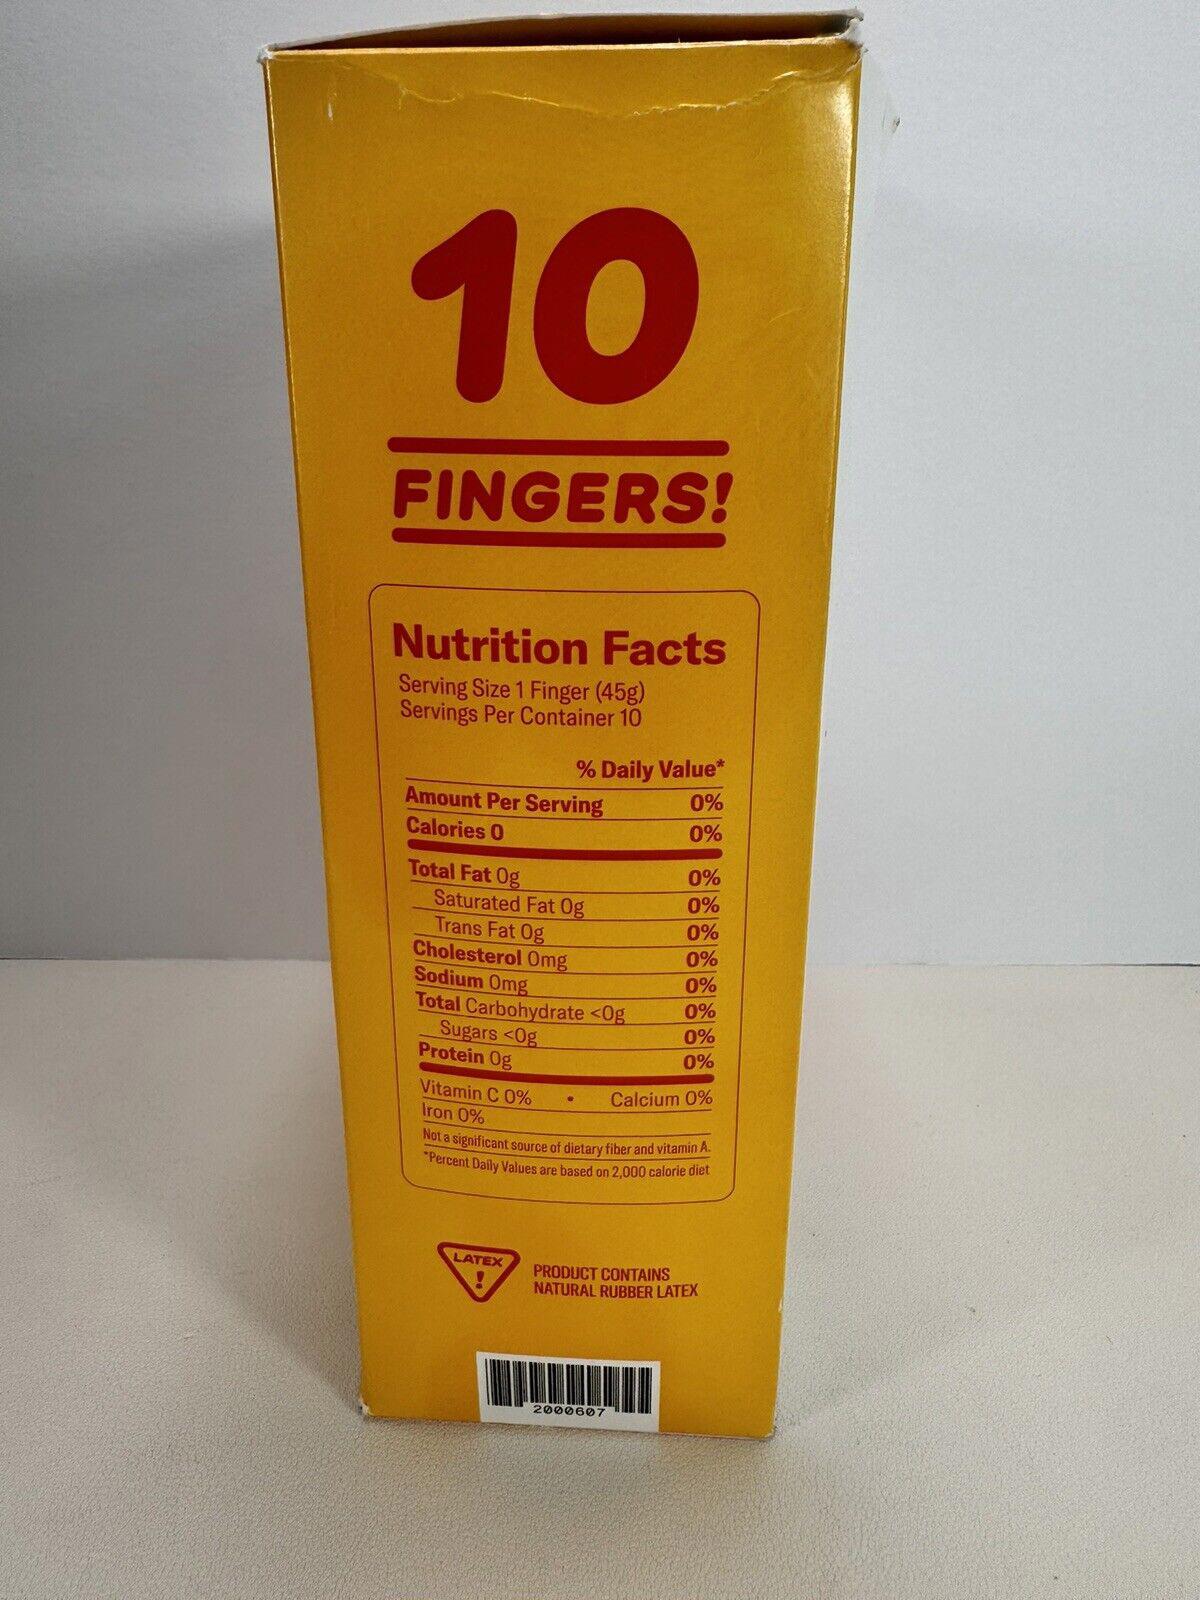 10
FINGERS!
Nutrition Facts
Serving Size 1 Finger (45g)
Servings Per Container 10
% Daily Value*
Amount Per Serving 0%
Calories 0 0%
Total Fat 0g 0%
Saturated Fat 0g 0%
Trans Fat 0g 0%
Cholesterol 0mg 0%
Sodium 0mg 0%
Total Carbohydrate <0g 0%
Sugars <0g 0%
Protein 0g 0%
Vitamin C 0% • Calcium 0%
Iron 0%
Not a significant source of dietary fiber and vitamin A.
*Percent Daily Values are based on 2,000 calorie diet
LATEX
!
PRODUCT CONTAINS
NATURAL RUBBER LATEX
2000607